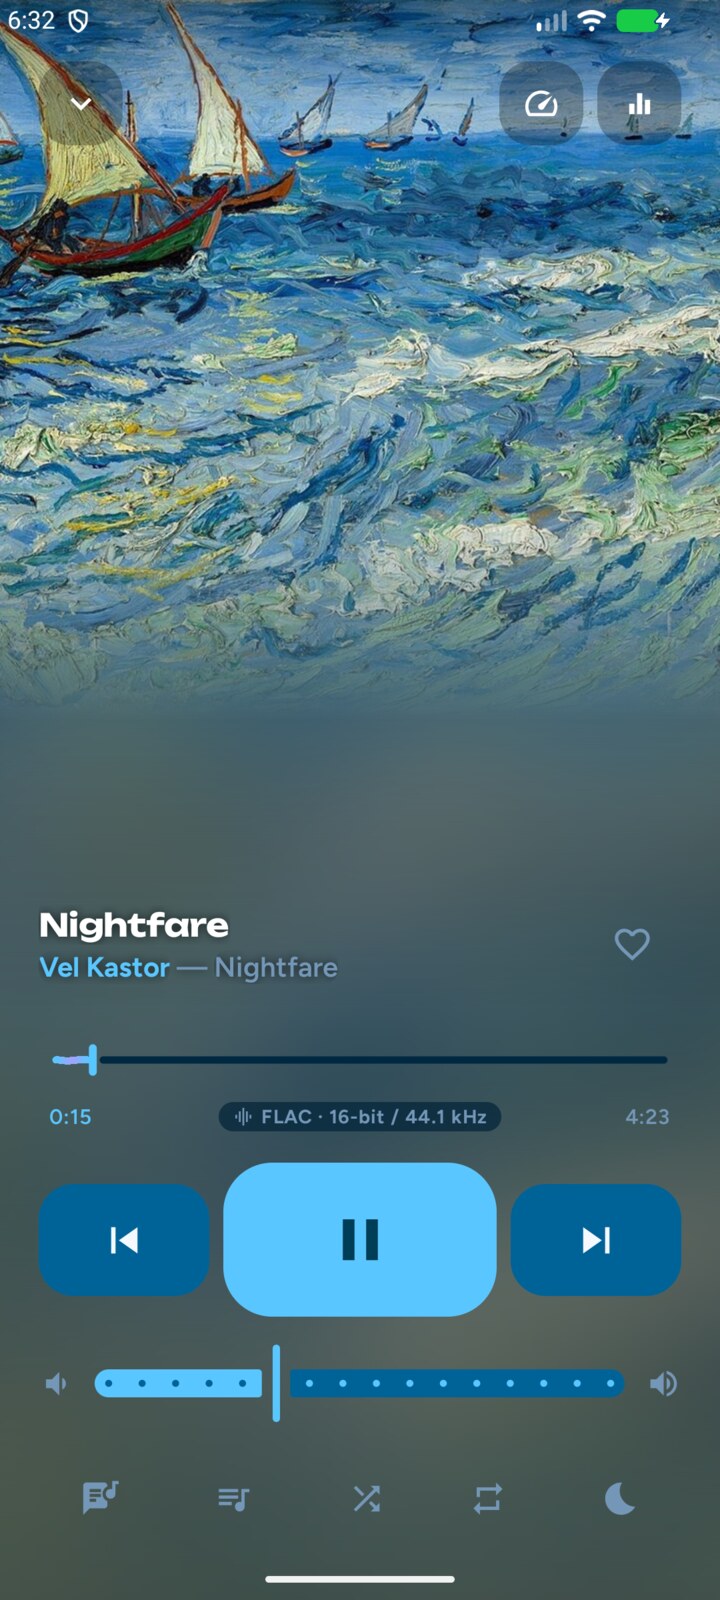 6:32
Nightfare
Vel Kastor — Nightfare
0:15
FLAC · 16-bit / 44.1 kHz
4:23